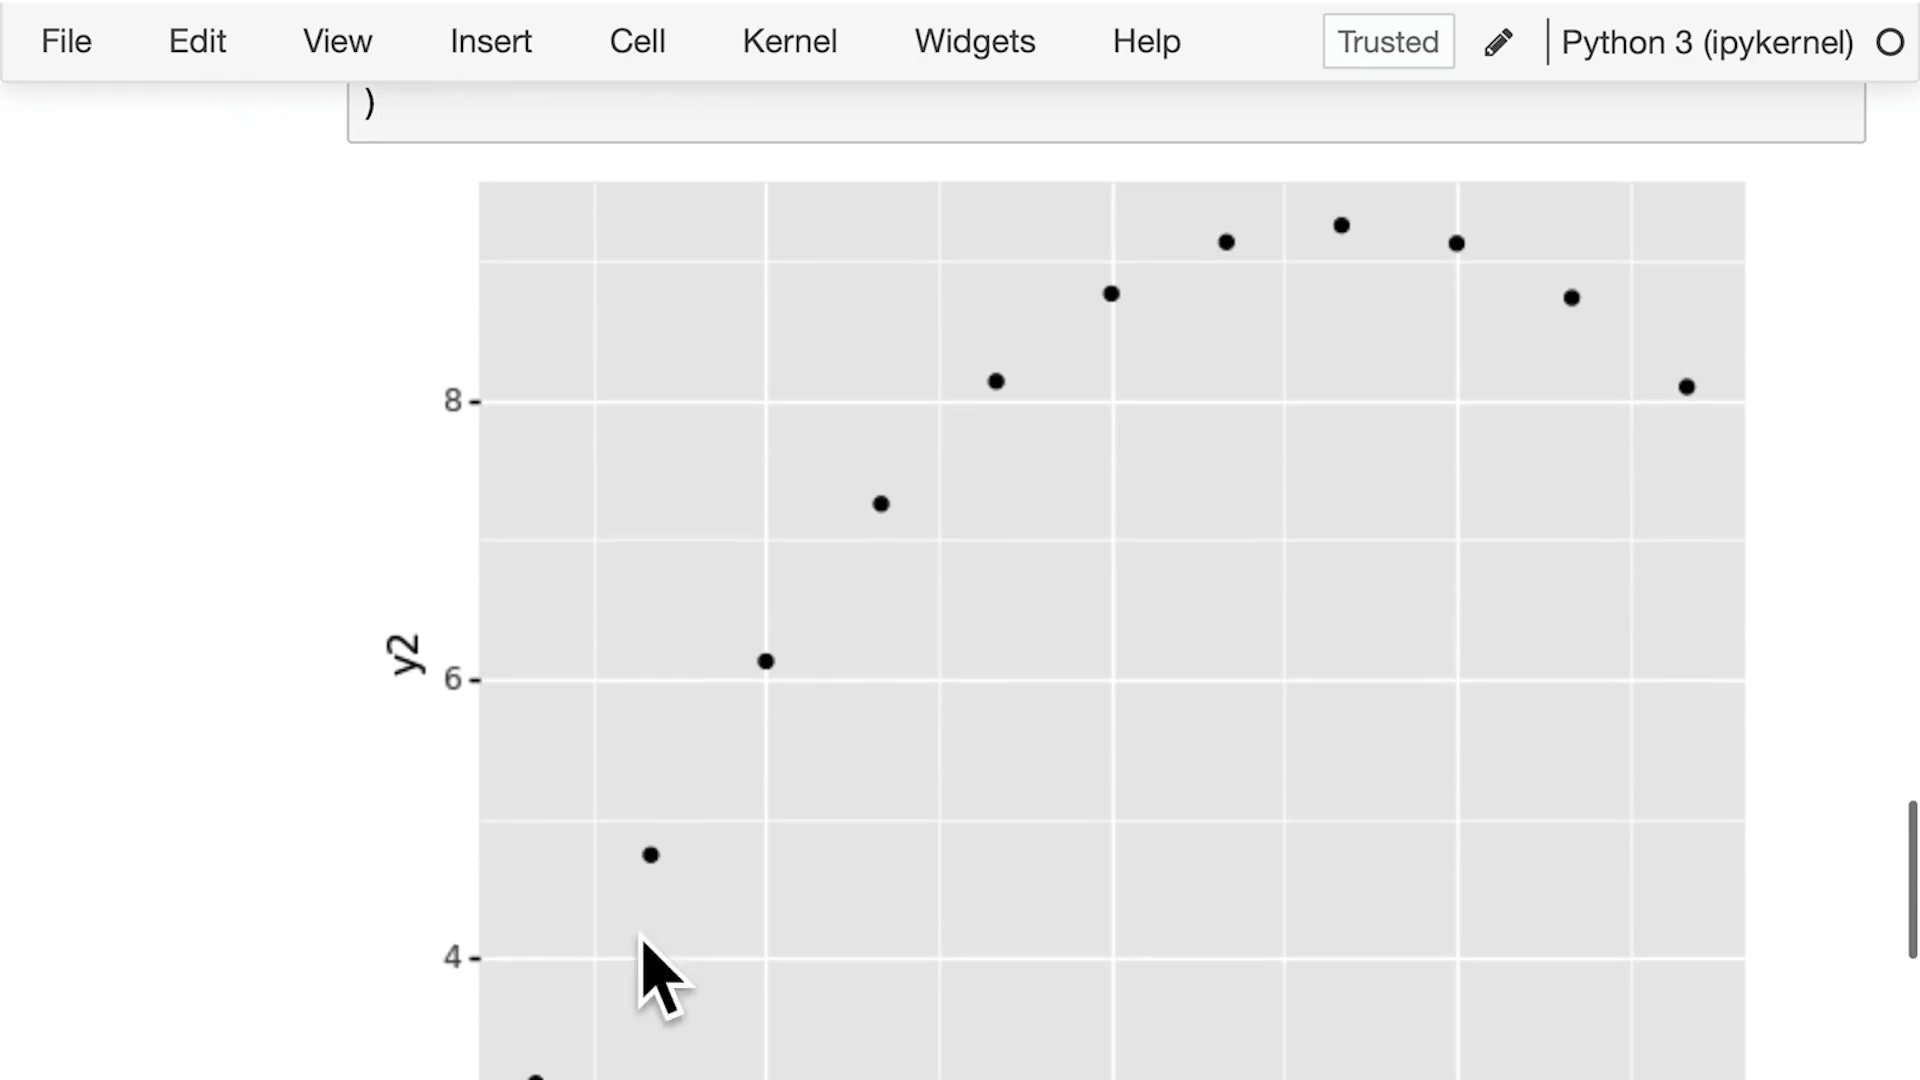 File Edit View Insert Cell Kernel Widgets Help Trusted Python 3 (ipykernel)
)
8
y2
6
4